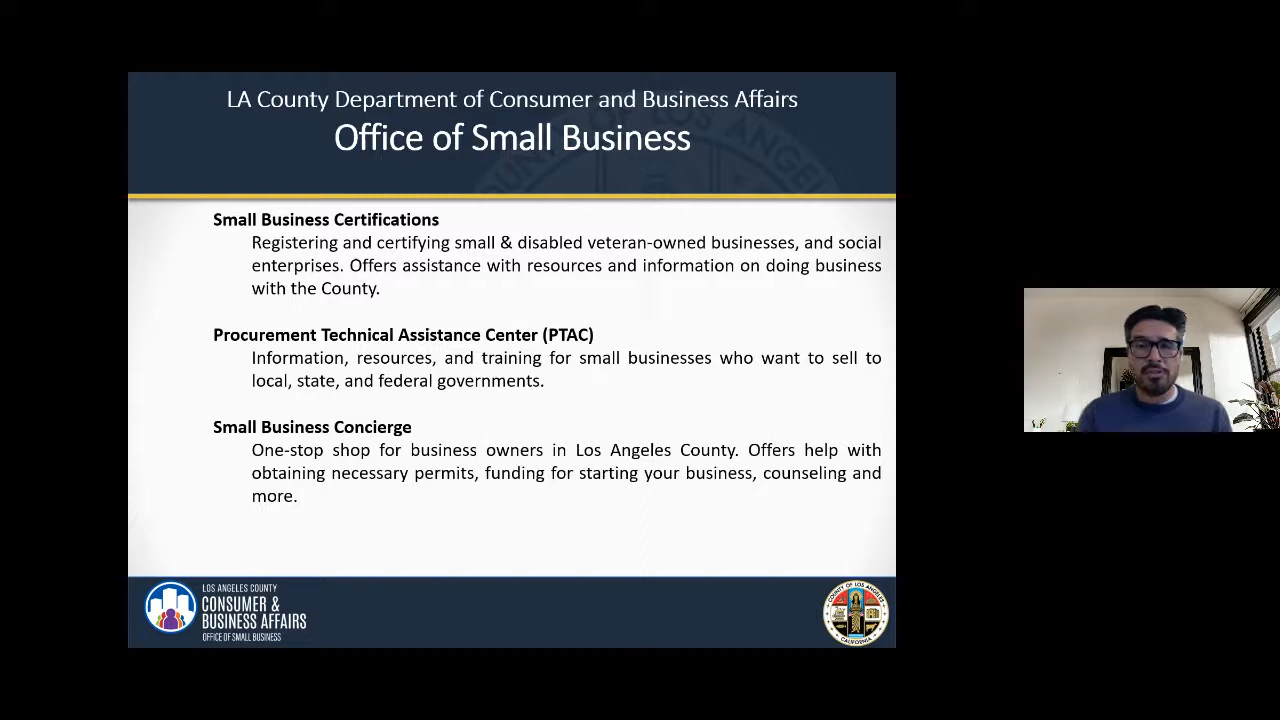 LA County Department of Consumer and Business Affairs
Office of Small Business
Small Business Certifications
Registering and certifying small & disabled veteran-owned businesses, and social
enterprises. Offers assistance with resources and information on doing business
with the County.
Procurement Technical Assistance Center (PTAC)
Information, resources, and training for small businesses who want to sell to
local, state, and federal governments.
Small Business Concierge
One-stop shop for business owners in Los Angeles County. Offers help with
obtaining necessary permits, funding for starting your business, counseling and
more.
LOS ANGELES COUNTY
CONSUMER &
BUSINESS AFFAIRS
OFFICE OF SMALL BUSINESS
COUNTY OF LOS ANGELES
CALIFORNIA